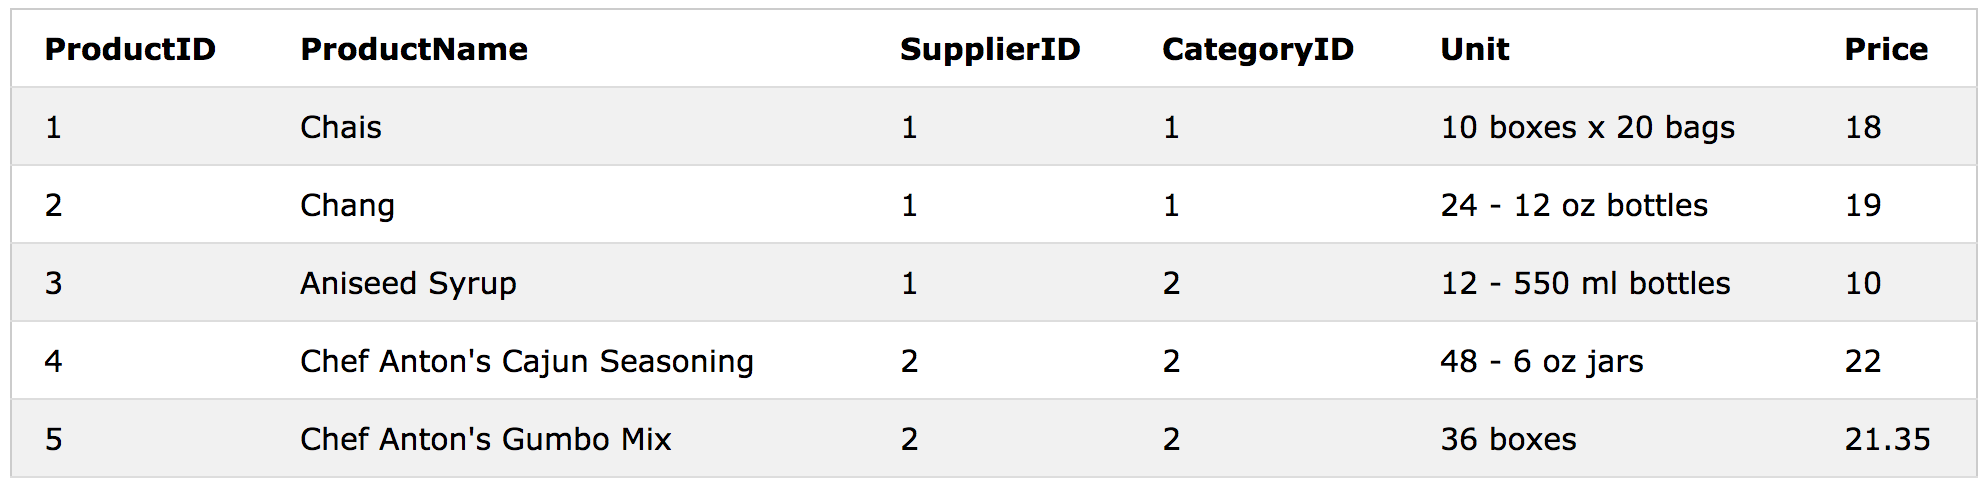 ProductID ProductName SupplierID CategoryID Unit Price
1 Chais 1 1 10 boxes x 20 bags 18
2 Chang 1 1 24 - 12 oz bottles 19
3 Aniseed Syrup 1 2 12 - 550 ml bottles 10
4 Chef Anton's Cajun Seasoning 2 2 48 - 6 oz jars 22
5 Chef Anton's Gumbo Mix 2 2 36 boxes 21.35